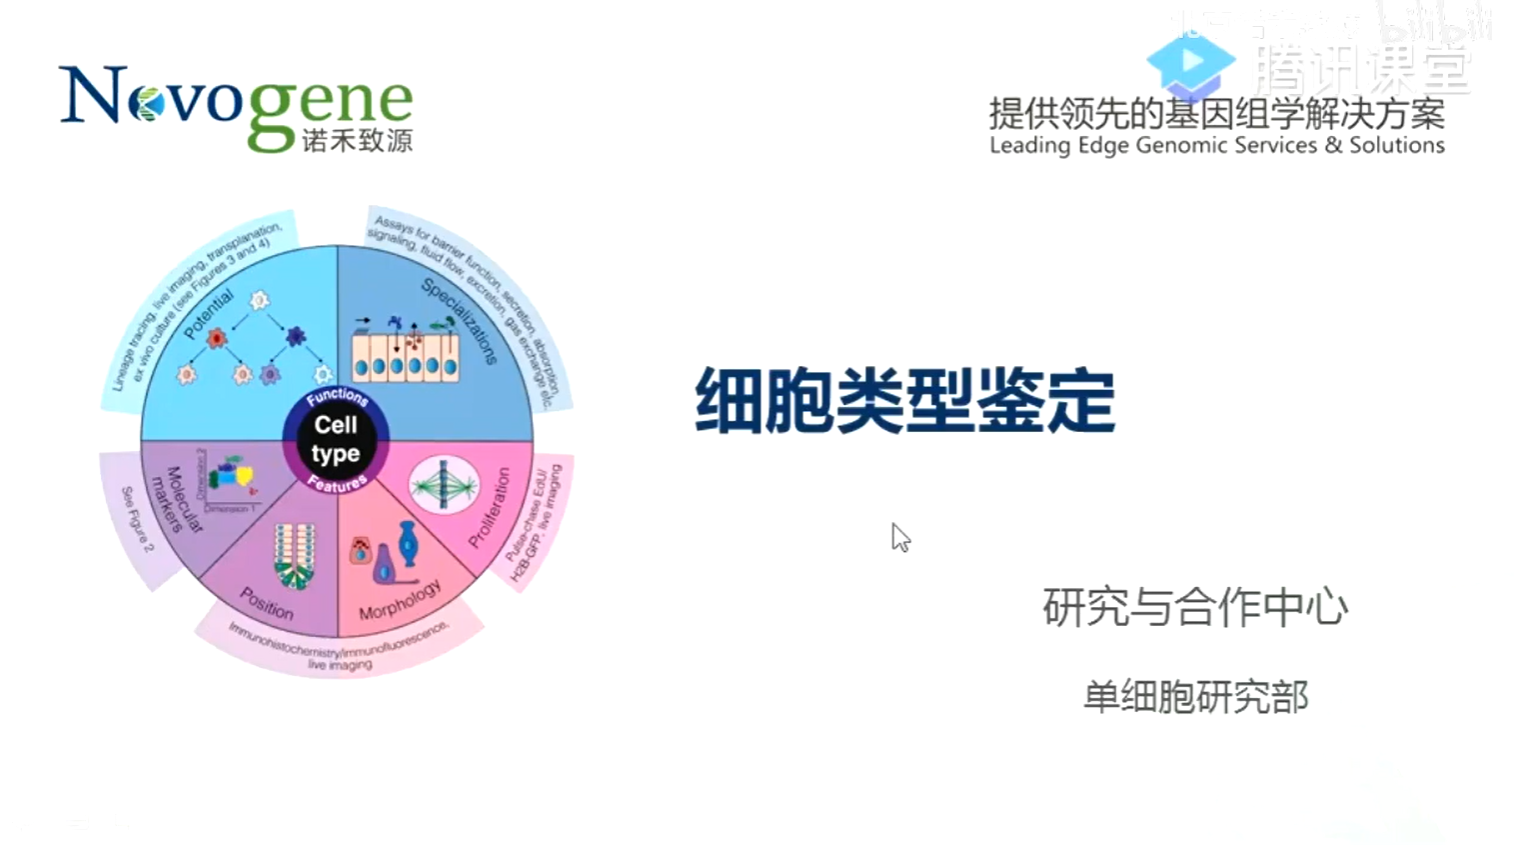 Novogene
诺禾致源
腾讯课堂
提供领先的基因组学解决方案
Leading Edge Genomic Services & Solutions
Lineage tracing, live imaging, transplanation,
ex vivo culture (see Figures 3 and 4)
Assays for barrier function, secretion, absorption,
signaling, fluid flow, excretion, gas exchange etc.
Potential
Specializations
Functions
Cell
type
Features
Molecular
markers
Dimension 2
Dimension 1
See Figure 2
Position
Morphology
Immunohistochemistry/immunofluorescence,
live imaging
Proliferation
Pulse-chase EdU/
H2B-GFP, live imaging
细胞类型鉴定
研究与合作中心
单细胞研究部